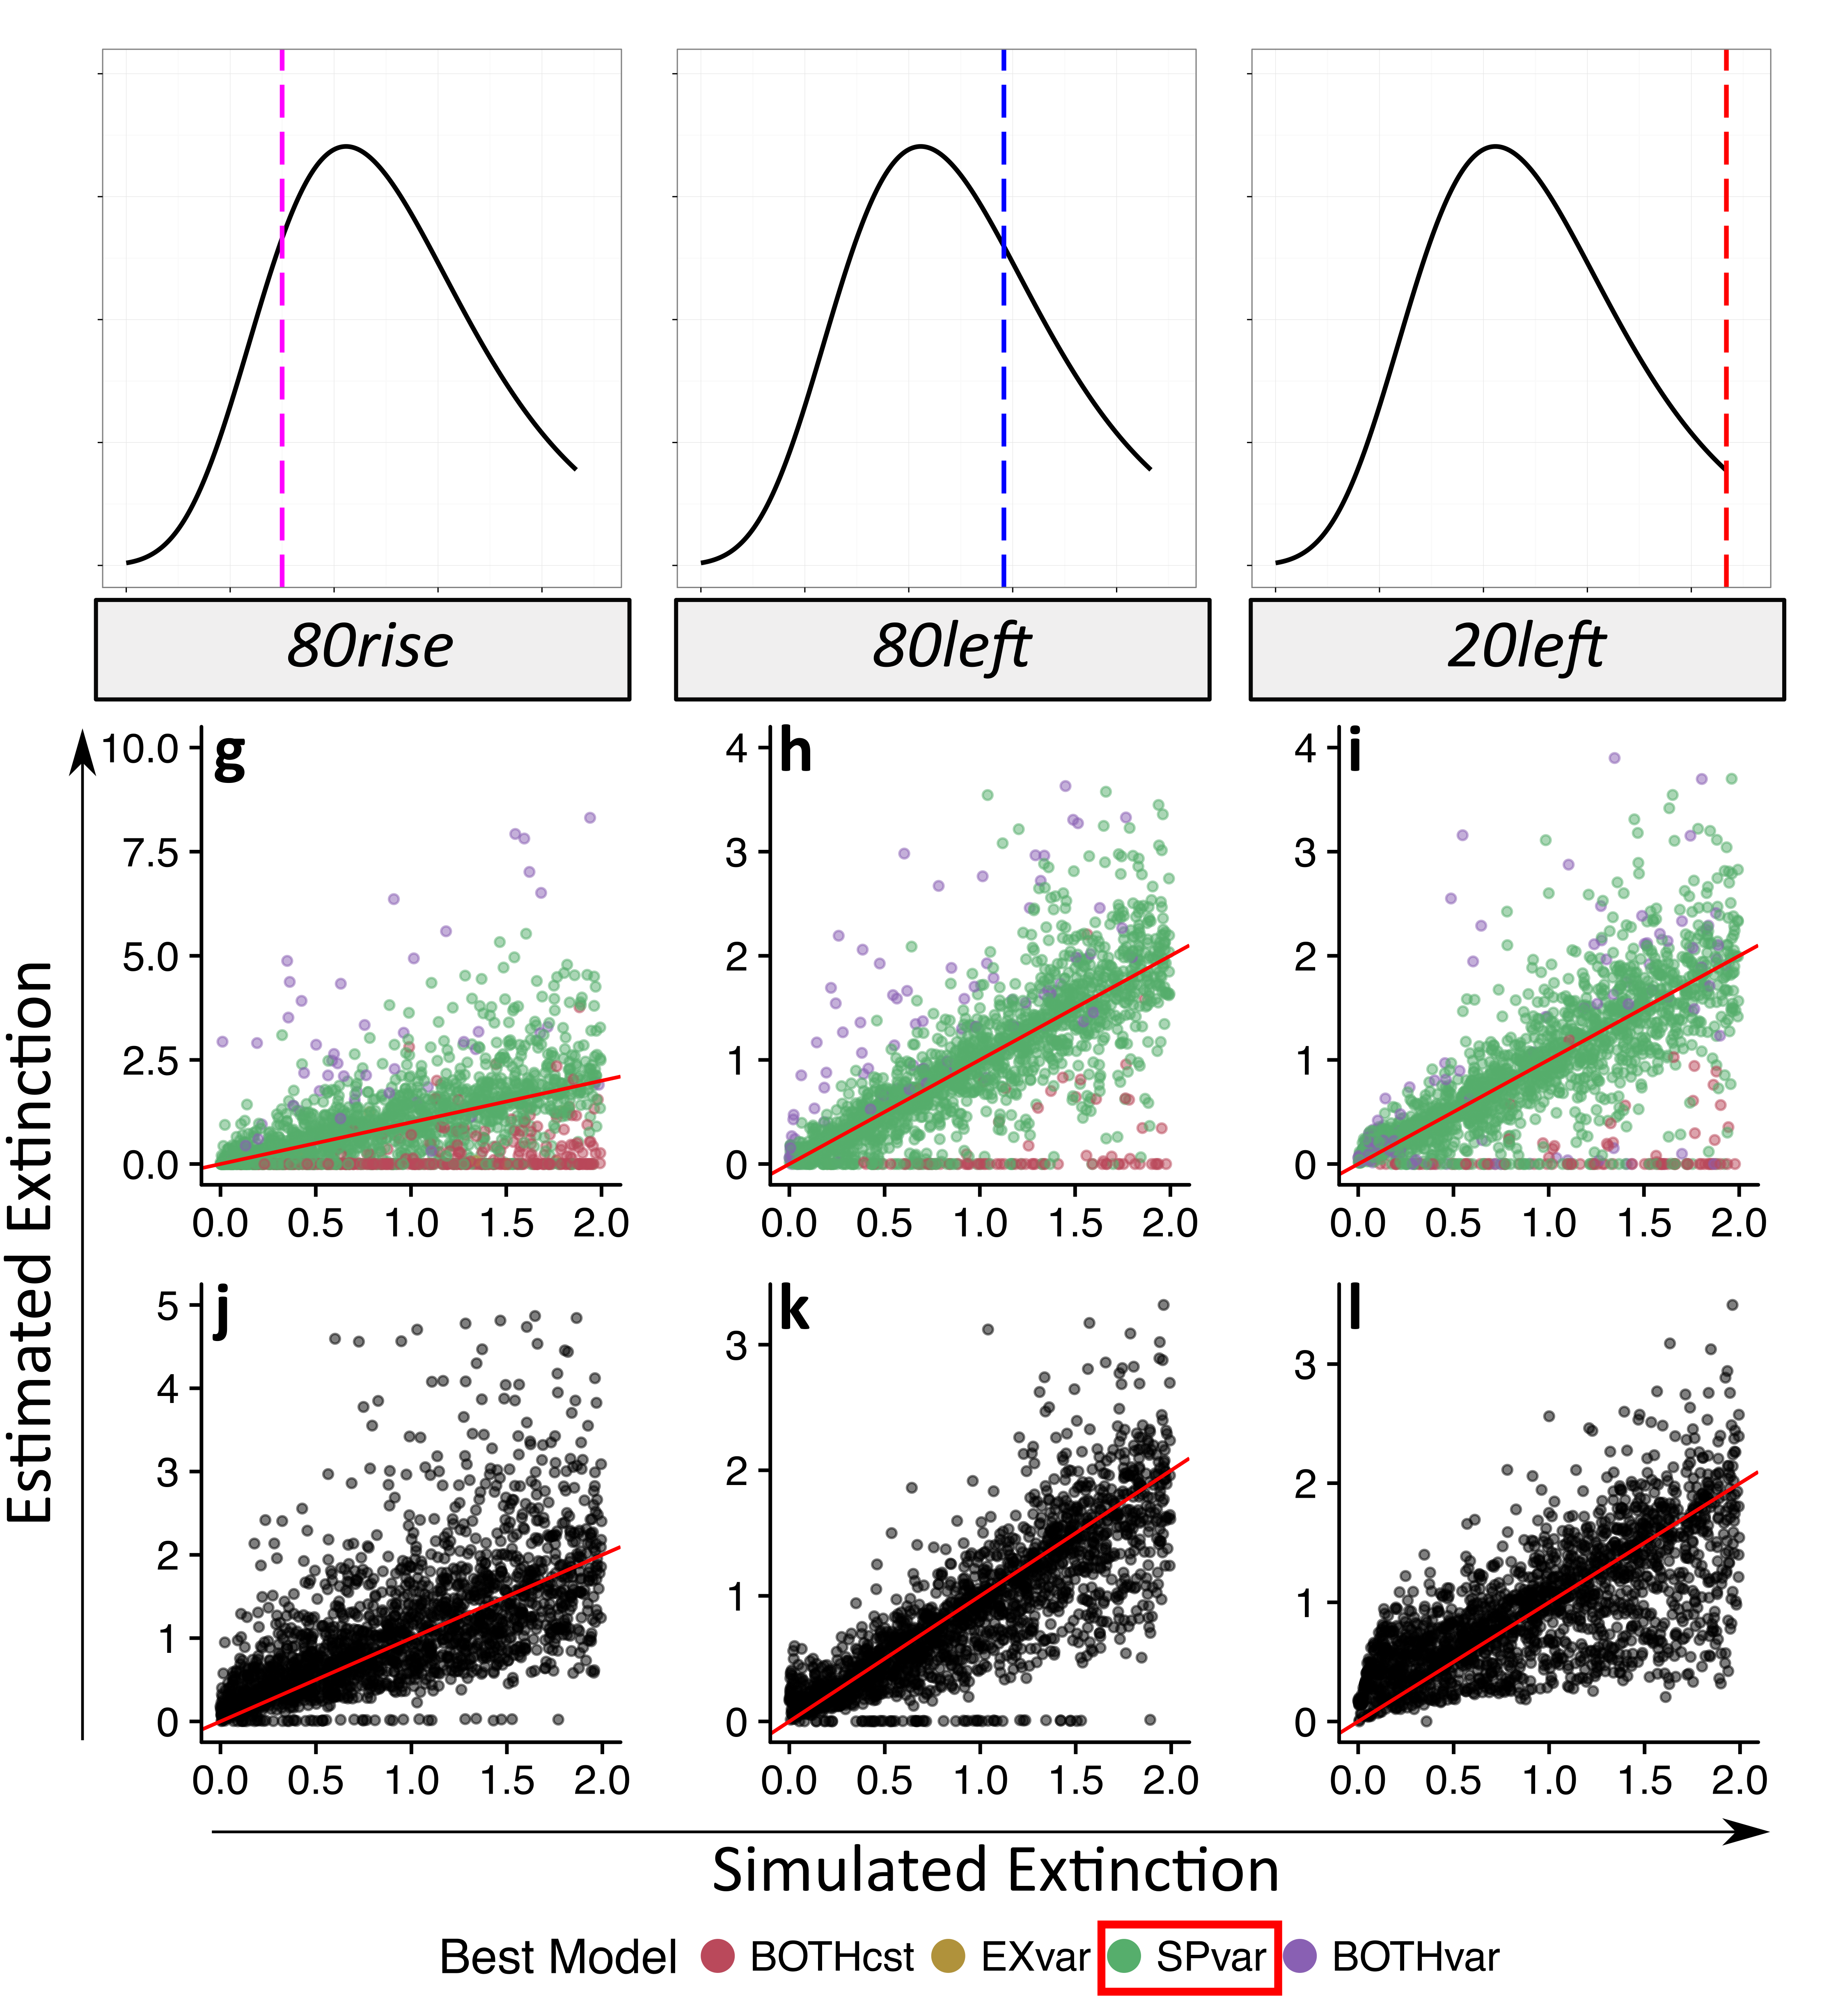 80rise 80left 20left
g h i
10.0 4 4
7.5 3 3
5.0 2 2
2.5 1 1
0.0 0 0
0.0 0.5 1.0 1.5 2.0 0.0 0.5 1.0 1.5 2.0 0.0 0.5 1.0 1.5 2.0
Estimated Extinction
j k l
5 3 3
4 2 2
3 1 1
2 0 0
1
0
0.0 0.5 1.0 1.5 2.0 0.0 0.5 1.0 1.5 2.0 0.0 0.5 1.0 1.5 2.0
Simulated Extinction
Best Model BOTHcst EXvar SPvar BOTHvar